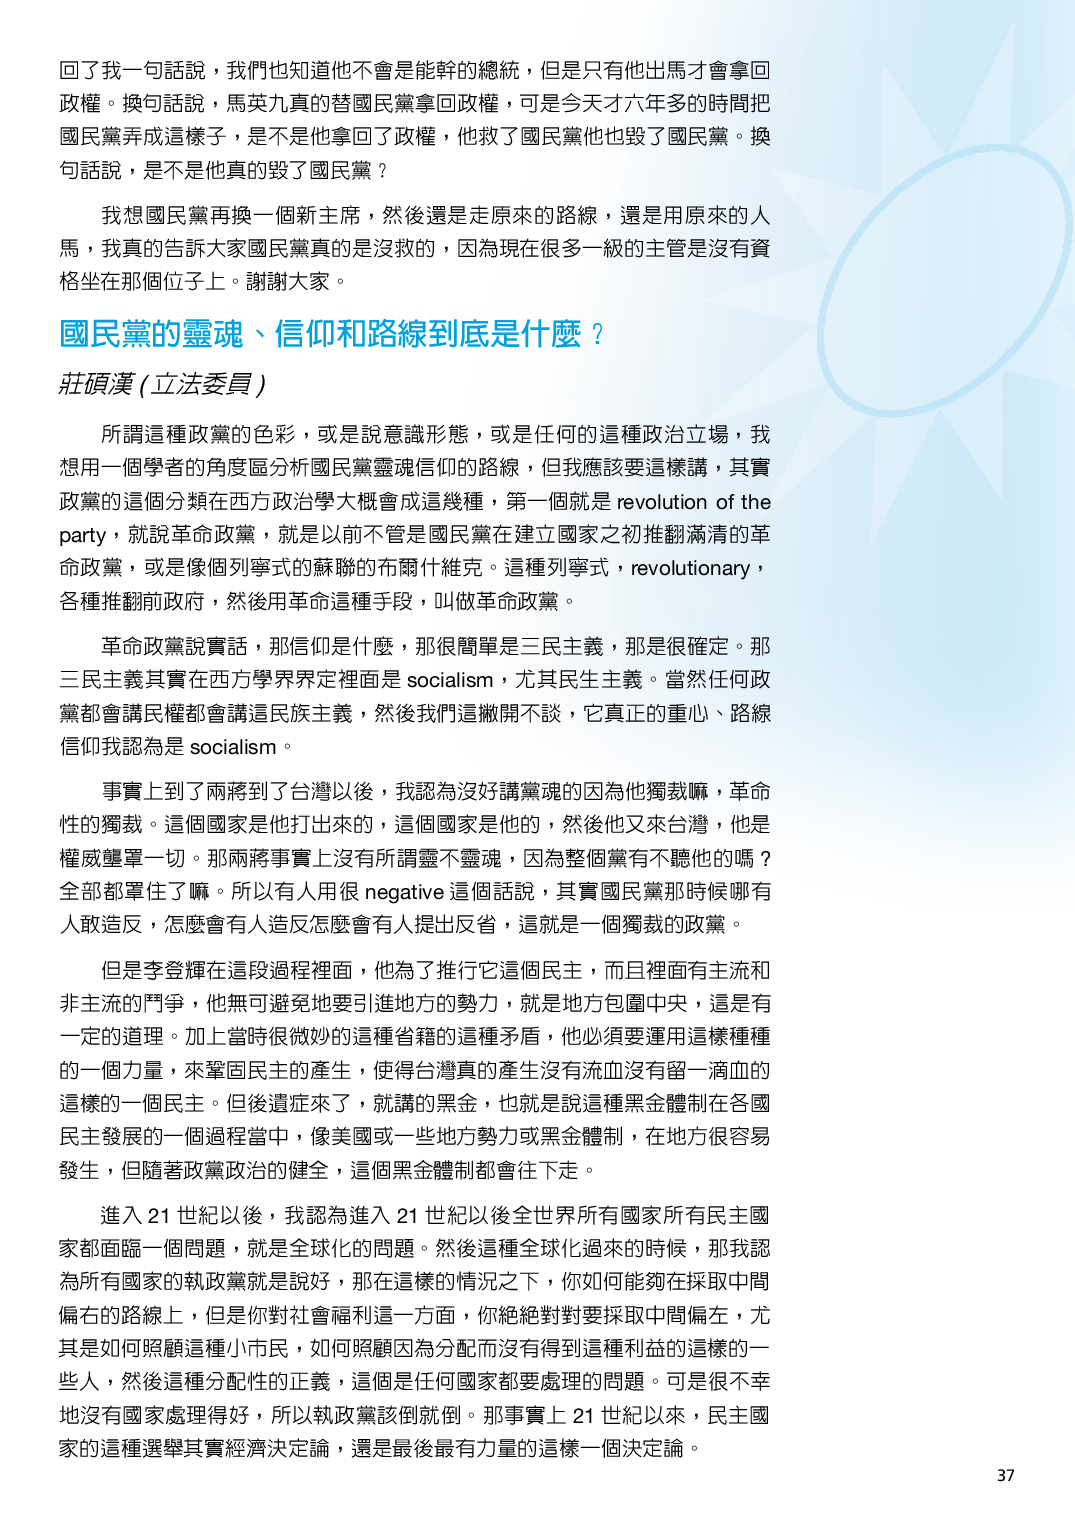 回了我一句話說，我們也知道他不會是能幹的總統，但是只有他出馬才會拿回
政權。換句話說，馬英九真的替國民黨拿回政權，可是今天才六年多的時間把
國民黨弄成這樣子，是不是他拿回了政權，他救了國民黨他也毀了國民黨。換
句話說，是不是他真的毀了國民黨？
我想國民黨再換一個新主席，然後還是走原來的路線，還是用原來的人
馬，我真的告訴大家國民黨真的是沒救的，因為現在很多一級的主管是沒有資
格坐在那個位子上。謝謝大家。
國民黨的靈魂、信仰和路線到底是什麼？
莊碩漢 (立法委員)
所謂這種政黨的色彩，或是說意識形態，或是任何的這種政治立場，我
想用一個學者的角度區分析國民黨靈魂信仰的路線，但我應該要這樣講，其實
政黨的這個分類在西方政治學大概會成這幾種，第一個就是 revolution of the
party，就說革命政黨，就是以前不管是國民黨在建立國家之初推翻滿清的革
命政黨，或是像個列寧式的蘇聯的布爾什維克。這種列寧式，revolutionary，
各種推翻前政府，然後用革命這種手段，叫做革命政黨。
革命政黨說實話，那信仰是什麼，那很簡單是三民主義，那是很確定。那
三民主義其實在西方學界界定裡面是 socialism，尤其民生主義。當然任何政
黨都會講民權都會講這民族主義，然後我們這撇開不談，它真正的重心、路線
信仰我認為是 socialism。
事實上到了兩蔣到了台灣以後，我認為沒好講黨魂的因為他獨裁嘛，革命
性的獨裁。這個國家是他打出來的，這個國家是他的，然後他又來台灣，他是
權威壟罩一切。那兩蔣事實上沒有所謂靈不靈魂，因為整個黨有不聽他的嗎？
全部都罩住了嘛。所以有人用很 negative 這個話說，其實國民黨那時候哪有
人敢造反，怎麼會有人造反怎麼會有人提出反省，這就是一個獨裁的政黨。
但是李登輝在這段過程裡面，他為了推行它這個民主，而且裡面有主流和
非主流的鬥爭，他無可避免地要引進地方的勢力，就是地方包圍中央，這是有
一定的道理。加上當時很微妙的這種省籍的這種矛盾，他必須要運用這樣種種
的一個力量，來鞏固民主的產生，使得台灣真的產生沒有流血沒有留一滴血的
這樣的一個民主。但後遺症來了，就講的黑金，也就是說這種黑金體制在各國
民主發展的一個過程當中，像美國或一些地方勢力或黑金體制，在地方很容易
發生，但隨著政黨政治的健全，這個黑金體制都會往下走。
進入 21 世紀以後，我認為進入 21 世紀以後全世界所有國家所有民主國
家都面臨一個問題，就是全球化的問題。然後這種全球化過來的時候，那我認
為所有國家的執政黨就是說好，那在這樣的情況之下，你如何能夠在採取中間
偏右的路線上，但是你對社會福利這一方面，你絕絕對對要採取中間偏左，尤
其是如何照顧這種小市民，如何照顧因為分配而沒有得到這種利益的這樣的一
些人，然後這種分配性的正義，這個是任何國家都要處理的問題。可是很不幸
地沒有國家處理得好，所以執政黨該倒就倒。那事實上 21 世紀以來，民主國
家的這種選舉其實經濟決定論，還是最後最有力量的這樣一個決定論。
37